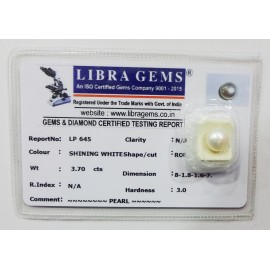 LIBRA GEMS®
An ISO Certified Gems Company 9001 - 2015
Registered Under the Trade Marks with Govt. of India
website : www.libragems.co.in
GEMS & DIAMOND CERTIFIED TESTING REPORT
ReportNo: LP 645 Clarity : N/A
Colour : SHINING WHITE Shape/cut :
Wt 3.70 cts Dimension
R.Index : N/A Hardness : 3.0
Comment : PEARL